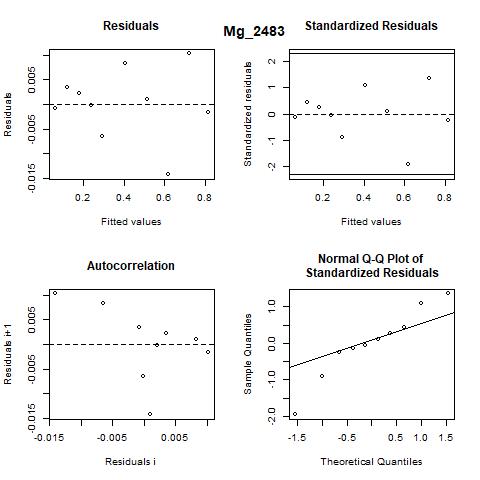 Mg_2483
Residuals
Residuals
-0.015
-0.005
0.005
0.2
0.4
0.6
0.8
Fitted values
Standardized Residuals
Standardized residuals
-2
-1
0
1
2
0.2
0.4
0.6
0.8
Fitted values
Autocorrelation
Residuals i+1
-0.015
-0.005
0.005
-0.015
-0.005
0.005
Residuals i
Normal Q-Q Plot of
Standardized Residuals
Sample Quantiles
-2.0
-1.0
0.0
1.0
-1.5
-0.5
0.5
1.0
1.5
Theoretical Quantiles